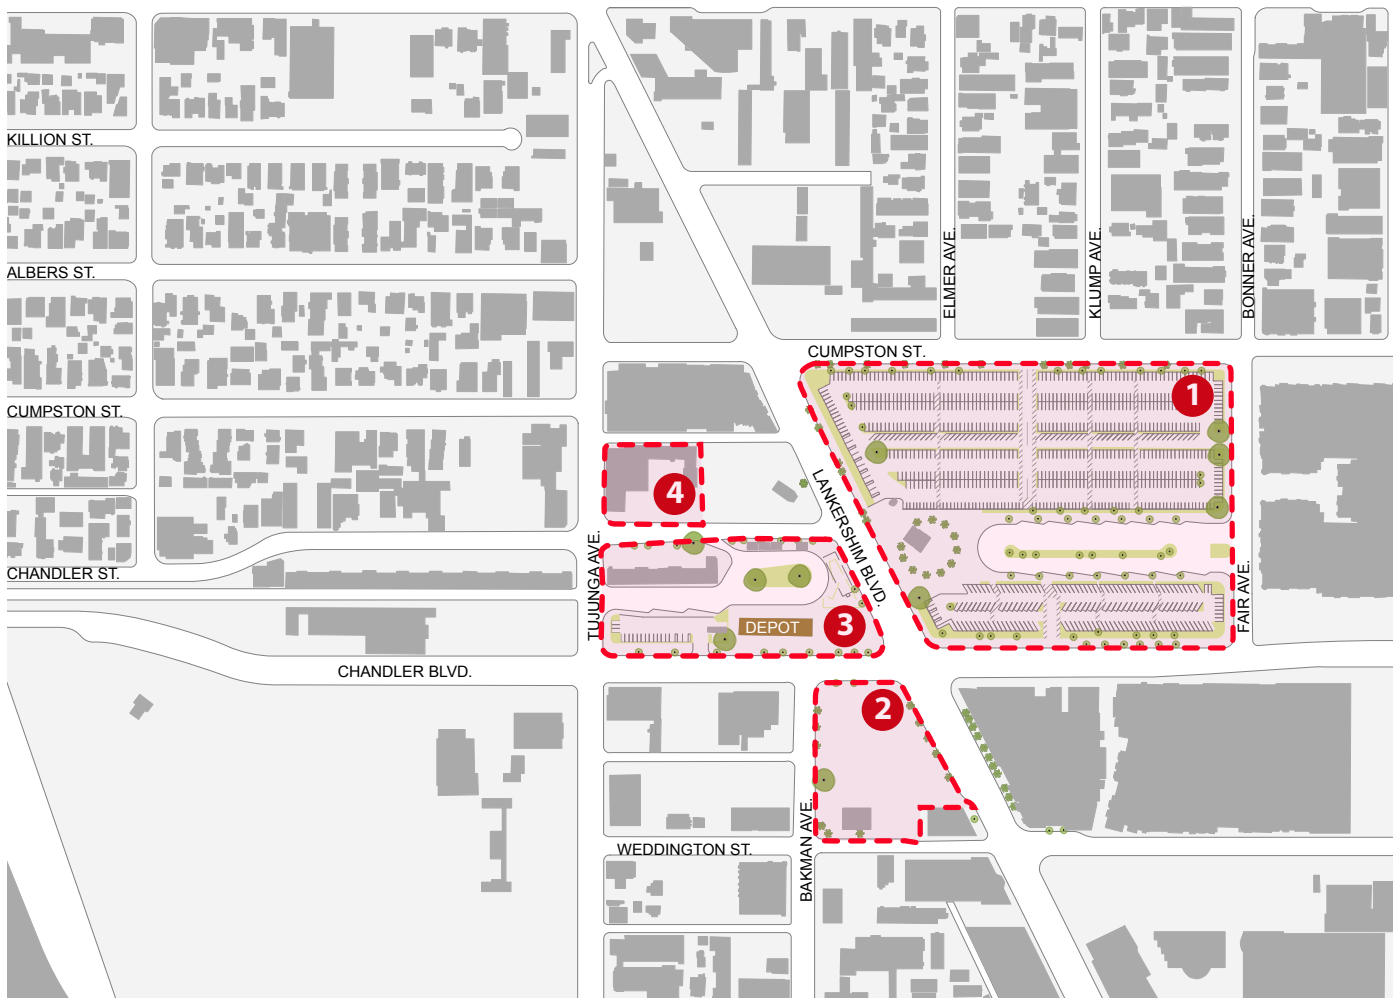 KILLION ST.
ELMER AVE.
KLUMP AVE.
BONNER AVE.
ALBERS ST.
CUMPSTON ST.
1
CUMPSTON ST.
4
LANKERSHIM BLVD.
TUJUNGA AVE.
CHANDLER ST.
FAIR AVE.
DEPOT
3
CHANDLER BLVD.
2
BAKMAN AVE.
WEDDINGTON ST.